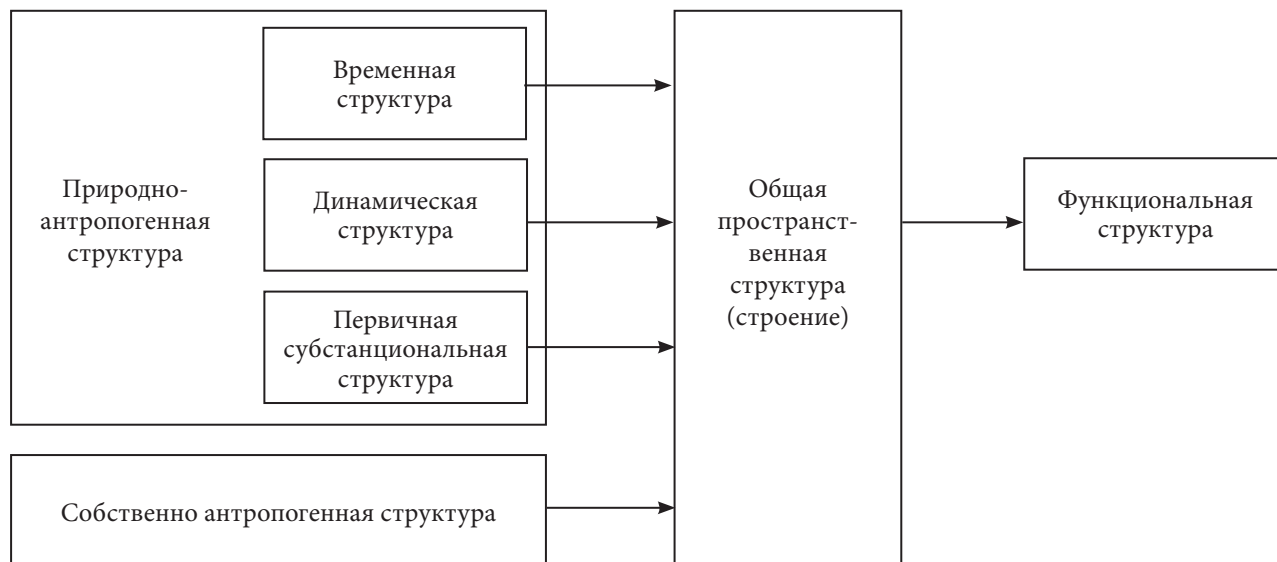 Природно-
антропогенная
структура
Временная
структура
Динамическая
структура
Первичная
субстанциональная
структура
Собственно антропогенная структура
Общая
пространст-
венная
структура
(строение)
Функциональная
структура